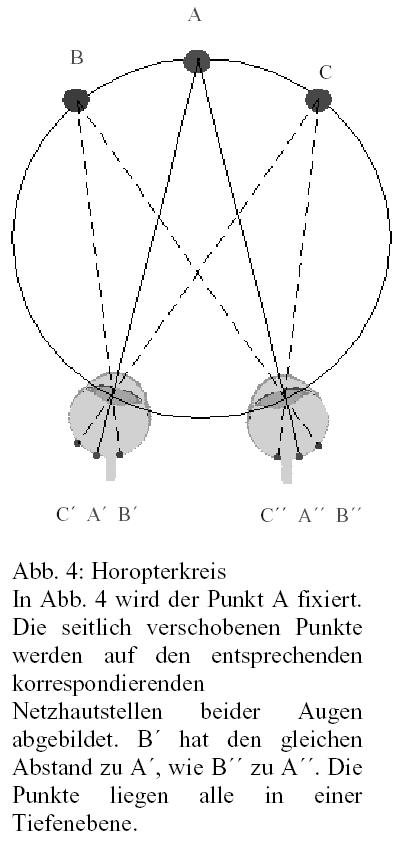 A
B
C
C´ A´ B´
C´´ A´´ B´´
Abb. 4: Horopterkreis
In Abb. 4 wird der Punkt A fixiert.
Die seitlich verschobenen Punkte
werden auf den entsprechenden
korrespondierenden
Netzhautstellen beider Augen
abgebildet. B´ hat den gleichen
Abstand zu A´, wie B´´ zu A´´. Die
Punkte liegen alle in einer
Tiefenebene.